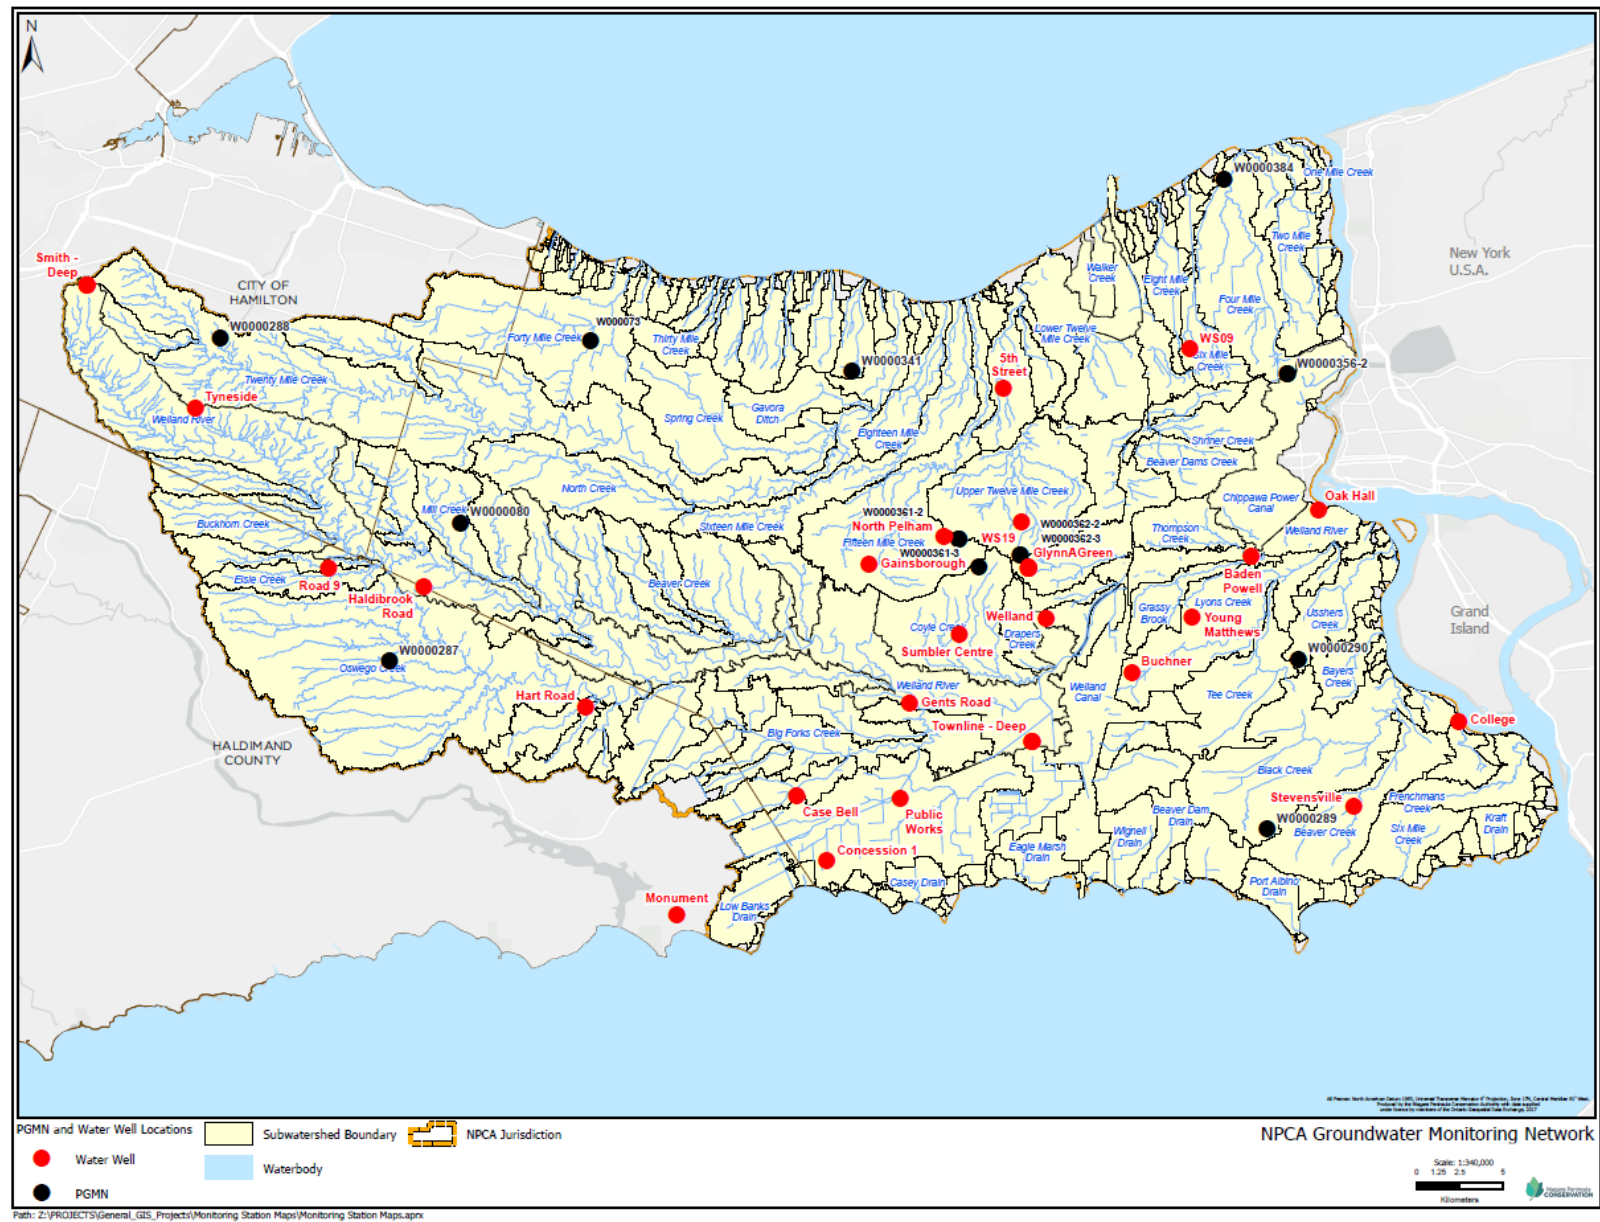 N
W0000384
One Mile Creek
Two Mile
Creek
New York
U.S.A.
Smith -
Deep
CITY OF
HAMILTON
Walker
Creek
Eight Mile
Creek
Four Mile
Creek
W0000288
W000073
Forty Mile Creek
Thirty Mile
Creek
Lower Twelve
Mile Creek
WS09
Six Mile
Creek
W0000341
W0000356-2
5th
Street
Twenty Mile Creek
Tyneside
Welland River
Spring Creek
Gavora
Ditch
Eighteen Mile
Creek
Shriner Creek
Beaver Dams Creek
North Creek
Upper Twelve Mile Creek
Chippawa Power
Canal
Oak Hall
Mill Creek
W0000080
Buckhorn Creek
Sixteen Mile Creek
W0000361-2
North Pelham
Fifteen Mile Creek
WS19
W0000362-2
W0000362-3
Thompson
Creek
Welland River
W0000361-3
Gainsborough
GlynnAGreen
Elsie Creek
Road 9
Haldibrook
Road
Beaver Creek
Baden
Powell
Lyons Creek
Grassy
Brook
Young
Matthews
Usshers
Creek
Grand
Island
Welland
Coyle Creek
Drapers
Creek
Sumbler Centre
W0000287
Oswego Creek
Buchner
W0000290
Bayers
Creek
Hart Road
Welland River
Gents Road
Welland
Canal
Tee Creek
College
Townline - Deep
Big Forks Creek
HALDIMAND
COUNTY
Black Creek
Case Bell
Public
Works
Stevensville
Frenchmans
Creek
Beaver Dam
Drain
W0000289
Beaver Creek
Six Mile
Creek
Kraft
Drain
Wignell
Drain
Eagle Marsh
Drain
Concession 1
Casey Drain
Port Albino
Drain
Monument
Low Banks
Drain
PGMN and Water Well Locations
Water Well
PGMN
Subwatershed Boundary
Waterbody
NPCA Jurisdiction
NPCA Groundwater Monitoring Network
Scale: 1:340,000
0 1.25 2.5 5
Kilometers
Niagara Peninsula
CONSERVATION
Path: Z:\PROJECTS\General_GIS_Projects\Monitoring Station Maps\Monitoring Station Maps.aprx